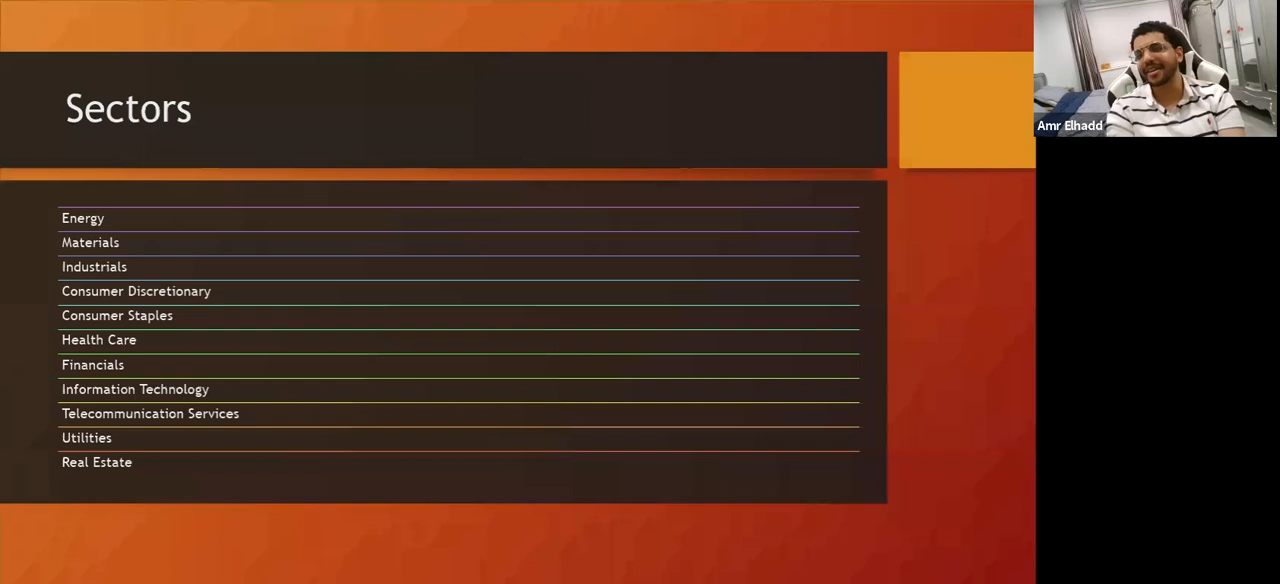 Sectors
Energy
Materials
Industrials
Consumer Discretionary
Consumer Staples
Health Care
Financials
Information Technology
Telecommunication Services
Utilities
Real Estate
Amr Elhadd